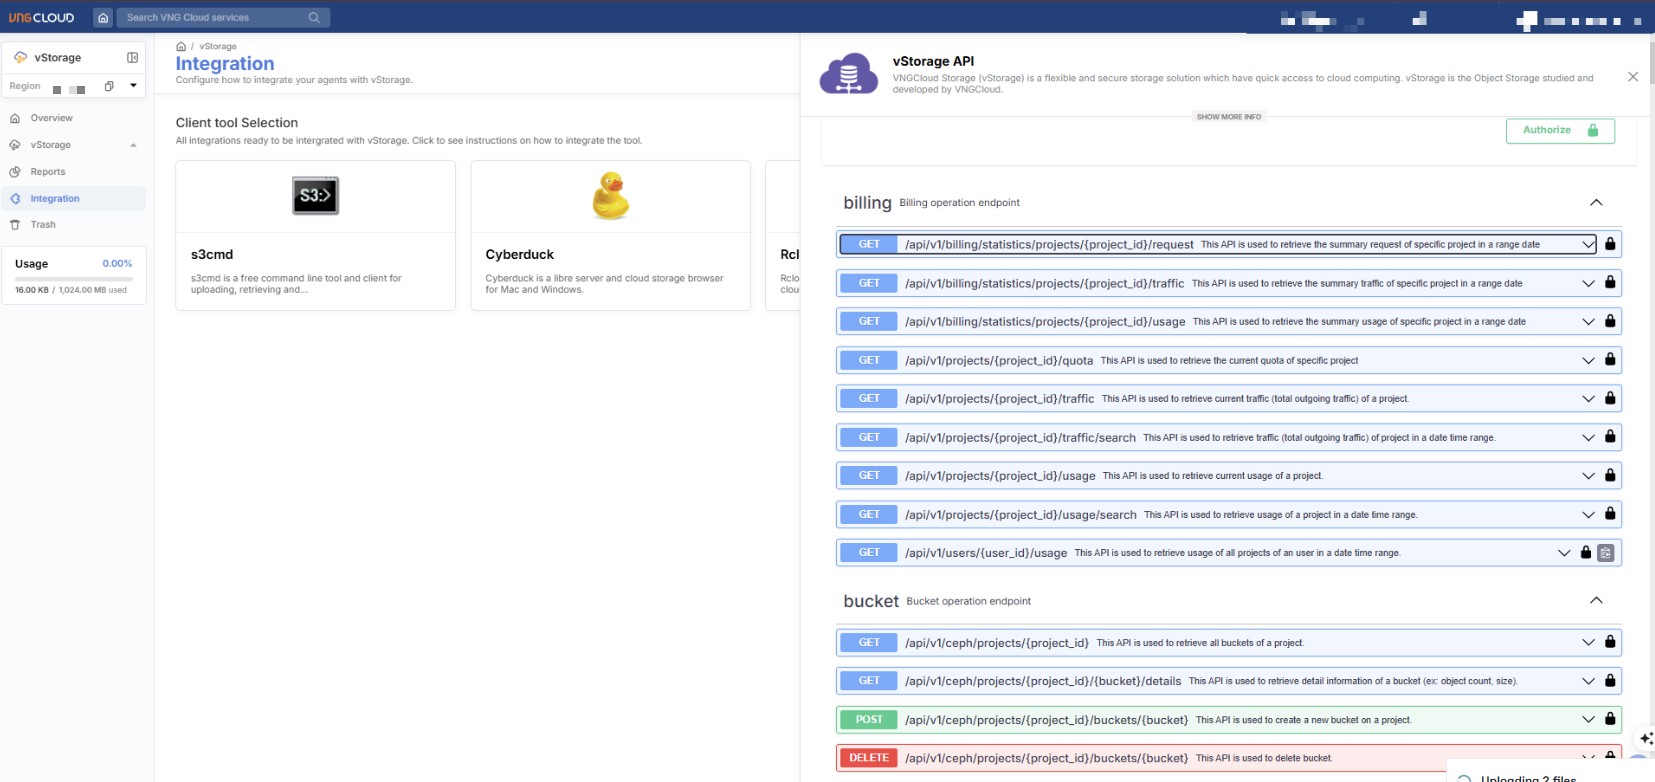 VNGCLOUD
Search VNG Cloud services
vStorage
Region
Overview
vStorage
Reports
Integration
Trash
Usage 0.00%
16.00 KB / 1,024.00 MB used
/ vStorage
Integration
Configure how to integrate your agents with vStorage.
Client tool Selection
All integrations ready to be intergrated with vStorage. Click to see instructions on how to integrate the tool.
S3:>
s3cmd
s3cmd is a free command line tool and client for
uploading, retrieving and...
Cyberduck
Cyberduck is a libre server and cloud storage browser
for Mac and Windows.
Rcl
Rclo
clou
vStorage API
VNGCloud Storage (vStorage) is a flexible and secure storage solution which have quick access to cloud computing. vStorage is the Object Storage studied and
developed by VNGCloud.
SHOW MORE INFO
Authorize
billing Billing operation endpoint
GET /api/v1/billing/statistics/projects/{project_id}/request This API is used to retrieve the summary request of specific project in a range date
GET /api/v1/billing/statistics/projects/{project_id}/traffic This API is used to retrieve the summary traffic of specific project in a range date
GET /api/v1/billing/statistics/projects/{project_id}/usage This API is used to retrieve the summary usage of specific project in a range date
GET /api/v1/projects/{project_id}/quota This API is used to retrieve the current quota of specific project
GET /api/v1/projects/{project_id}/traffic This API is used to retrieve current traffic (total outgoing traffic) of a project.
GET /api/v1/projects/{project_id}/traffic/search This API is used to retrieve traffic (total outgoing traffic) of project in a date time range.
GET /api/v1/projects/{project_id}/usage This API is used to retrieve current usage of a project.
GET /api/v1/projects/{project_id}/usage/search This API is used to retrieve usage of a project in a date time range.
GET /api/v1/users/{user_id}/usage This API is used to retrieve usage of all projects of an user in a date time range.
bucket Bucket operation endpoint
GET /api/v1/ceph/projects/{project_id} This API is used to retrieve all buckets of a project.
GET /api/v1/ceph/projects/{project_id}/{bucket}/details This API is used to retrieve detail information of a bucket (ex: object count, size).
POST /api/v1/ceph/projects/{project_id}/buckets/{bucket} This API is used to create a new bucket on a project.
DELETE /api/v1/ceph/projects/{project_id}/buckets/{bucket} This API is used to delete bucket.
Uploading 2 files